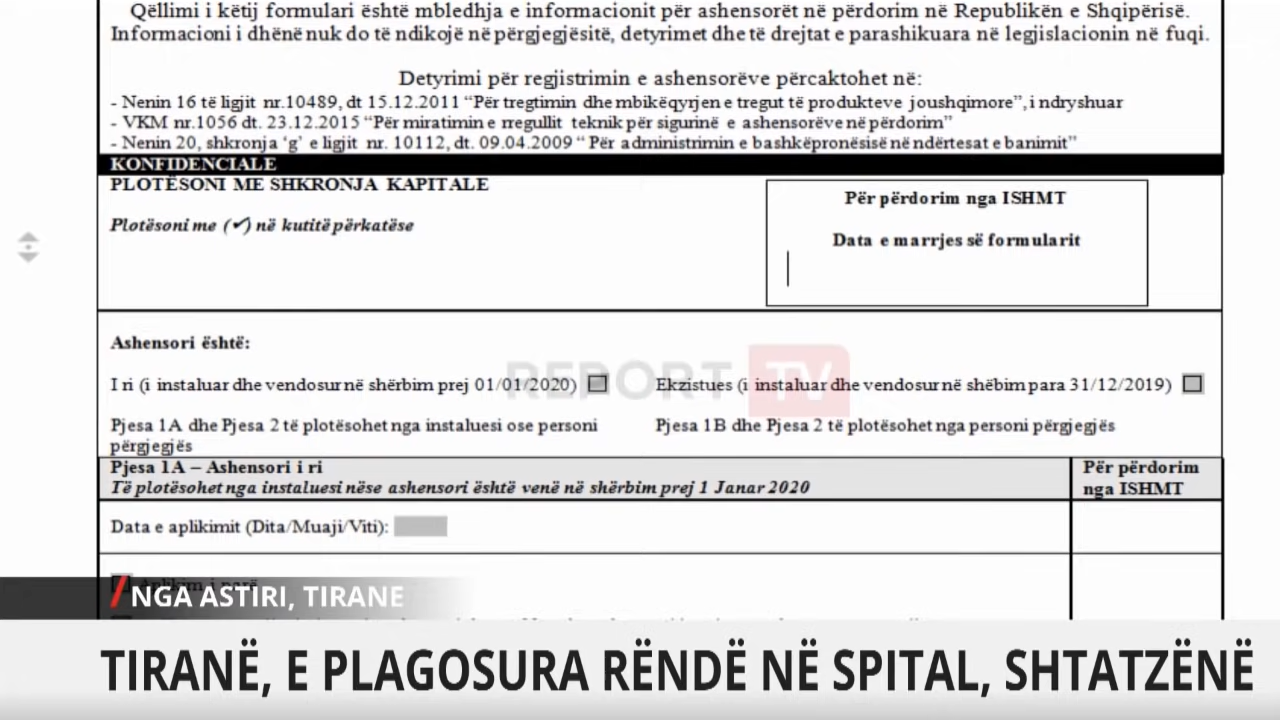 Qëllimi i këtij formulari është mbledhja e informacionit për ashensorët në përdorim në Republikën e Shqipërisë.
Informacioni i dhënë nuk do të ndikojë në përgjegjësitë, detyrimet dhe të drejtat e parashikuara në legjislacionin në fuqi.
Detyrimi për regjistrimin e ashensorëve përcaktohet në:
- Nenin 16 të ligjit nr.10489, dt 15.12.2011 “Për tregtimin dhe mbikëqyrjen e tregut të produkteve joushqimore”, i ndryshuar
- VKM nr.1056 dt. 23.12.2015 “Për miratimin e rregullit teknik për sigurinë e ashensorëve në përdorim”
- Nenin 20, shkronja ‘g’ e ligjit nr. 10112, dt. 09.04.2009 “ Për administrimin e bashkëpronësisë në ndërtesat e banimit”
KONFIDENCIALE
PLOTËSONI ME SHKRONJA KAPITALE
Plotësoni me (✔) në kutitë përkatëse
Për përdorim nga ISHMT
Data e marrjes së formularit
Ashensori është:
I ri (i instaluar dhe vendosur në shërbim prej 01/01/2020)
Ekzistues (i instaluar dhe vendosur në shëbim para 31/12/2019)
REPORT TV
Pjesa 1A dhe Pjesa 2 të plotësohet nga instaluesi ose personi
përgjegjës
Pjesa 1B dhe Pjesa 2 të plotësohet nga personi përgjegjës
Pjesa 1A – Ashensori i ri
Të plotësohet nga instaluesi nëse ashensori është venë në shërbim prej 1 Janar 2020
Për përdorim
nga ISHMT
Data e aplikimit (Dita/Muaji/Viti):
Aplikim i parë
NGA ASTIRI, TIRANE
TIRANË, E PLAGOSURA RËNDË NË SPITAL, SHTATZËNË